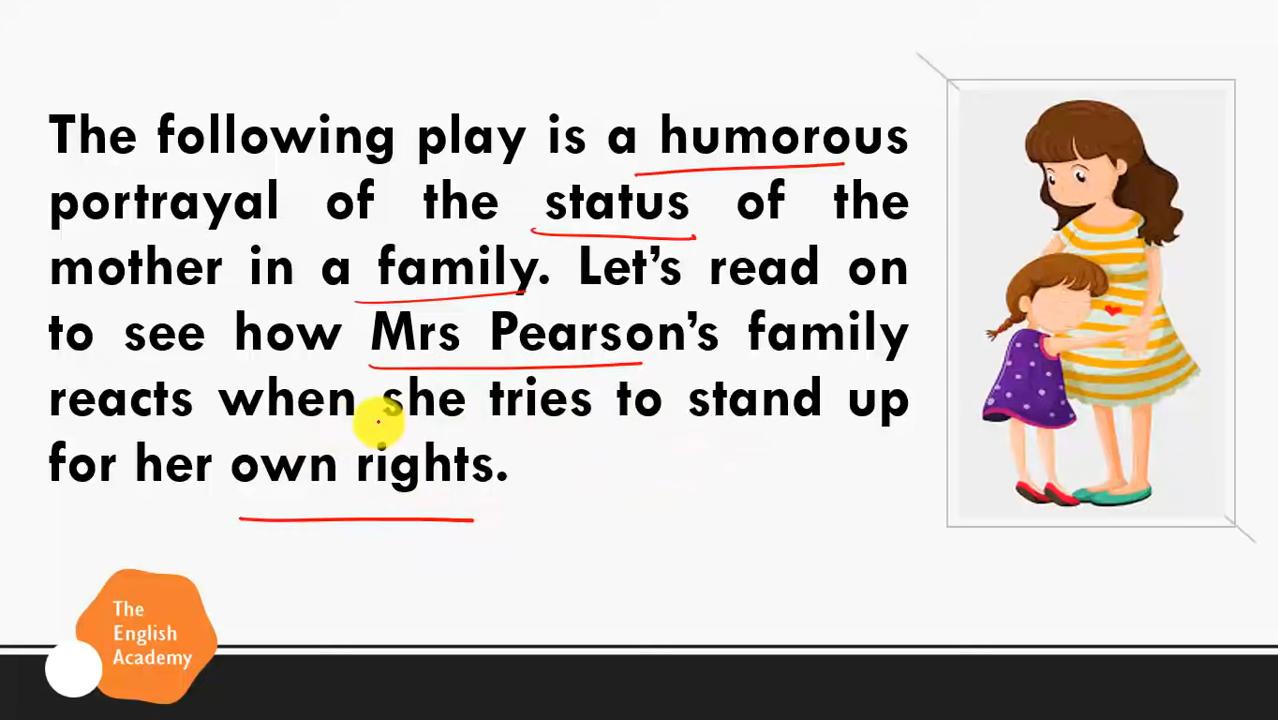 The following play is a humorous
portrayal of the status of the
mother in a family. Let’s read on
to see how Mrs Pearson’s family
reacts when she tries to stand up
for her own rights.
The
English
Academy